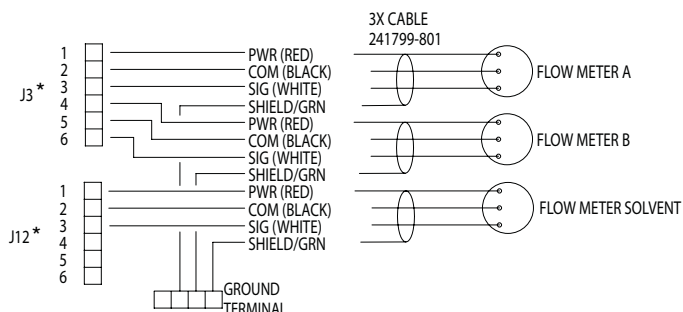 3X CABLE
241799-801
J3 *
1
2
3
4
5
6
PWR (RED)
COM (BLACK)
SIG (WHITE)
SHIELD/GRN
PWR (RED)
COM (BLACK)
SIG (WHITE)
SHIELD/GRN
FLOW METER A
FLOW METER B
J12 *
1
2
3
4
5
6
PWR (RED)
COM (BLACK)
SIG (WHITE)
SHIELD/GRN
FLOW METER SOLVENT
GROUND
TERMINAL